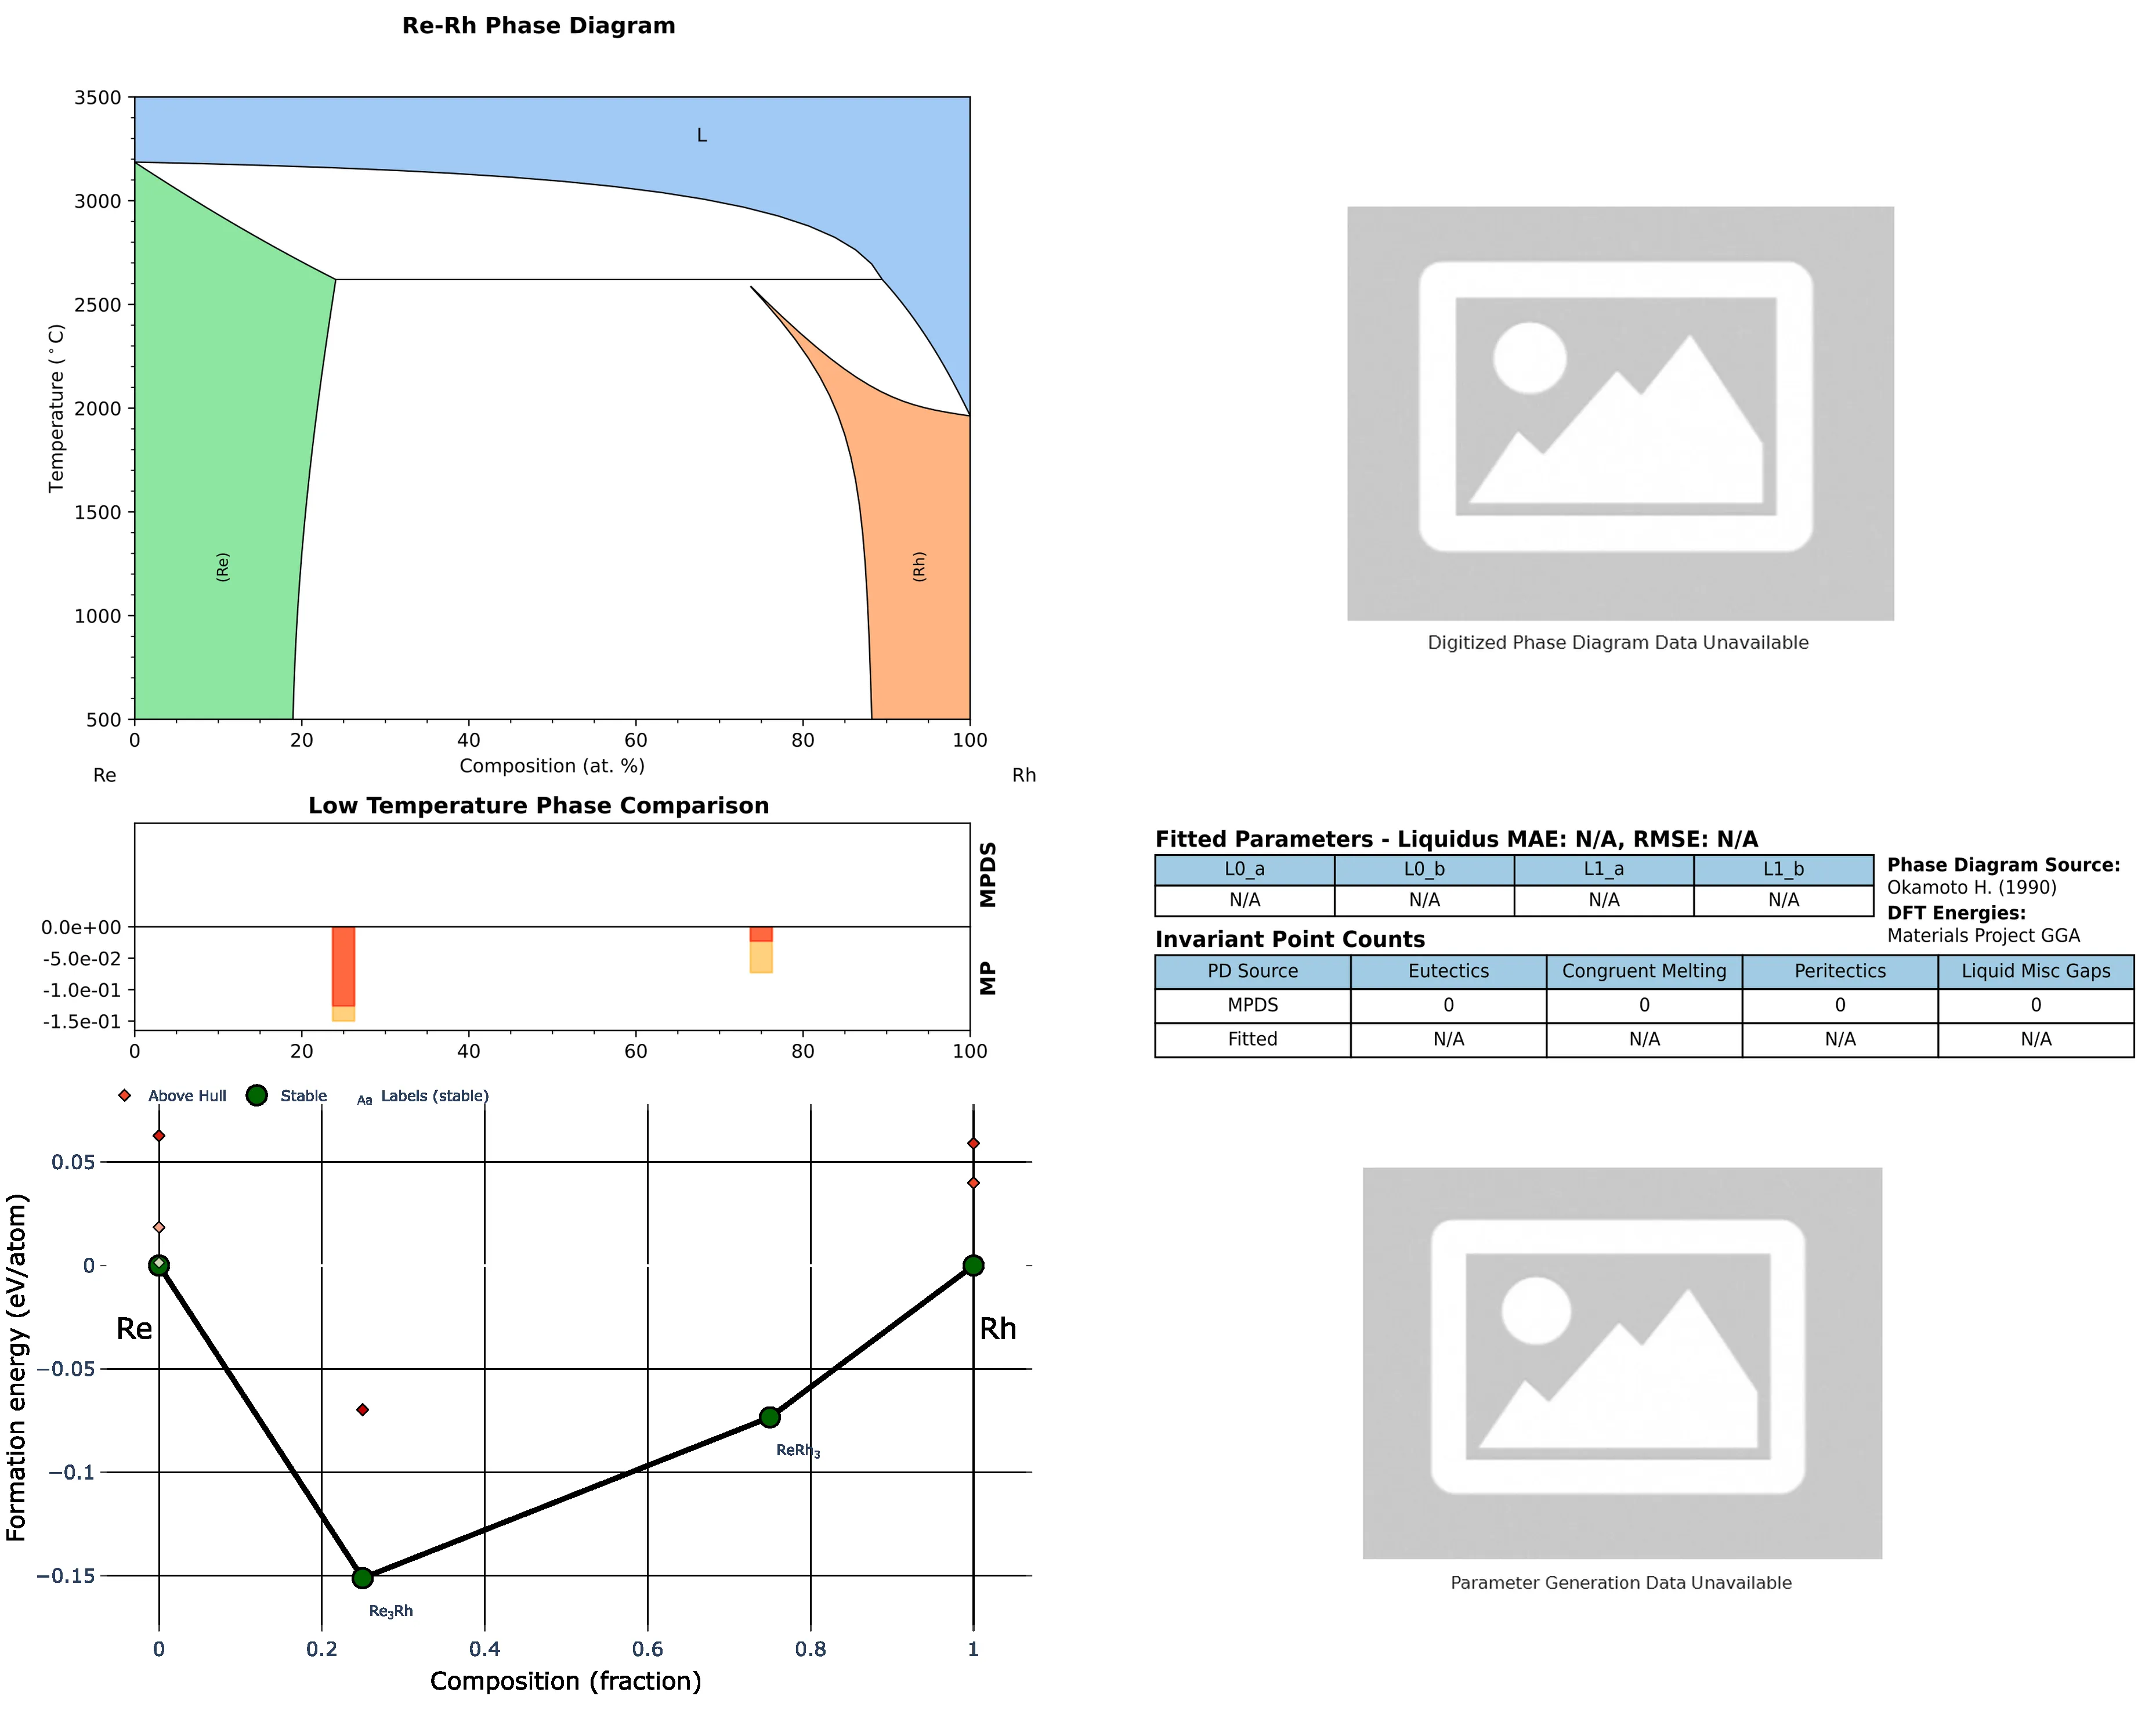 Re-Rh Phase Diagram
3500
3000
2500
2000
1500
1000
500
Temperature (°C)
L
(Re)
(Rh)
0 20 40 60 80 100
Composition (at. %)
Re Rh
Digitized Phase Diagram Data Unavailable
Low Temperature Phase Comparison
MPDS
MP
0.0e+00
-5.0e-02
-1.0e-01
-1.5e-01
0 20 40 60 80 100
Fitted Parameters - Liquidus MAE: N/A, RMSE: N/A
L0_a L0_b L1_a L1_b
N/A N/A N/A N/A
Phase Diagram Source:
Okamoto H. (1990)
DFT Energies:
Materials Project GGA
Invariant Point Counts
PD Source Eutectics Congruent Melting Peritectics Liquid Misc Gaps
MPDS 0 0 0 0
Fitted N/A N/A N/A N/A
Above Hull Stable Aa Labels (stable)
0.05
0
−0.05
−0.1
−0.15
Formation energy (eV/atom)
Re
Rh
ReRh₃
Re₃Rh
0 0.2 0.4 0.6 0.8 1
Composition (fraction)
Parameter Generation Data Unavailable